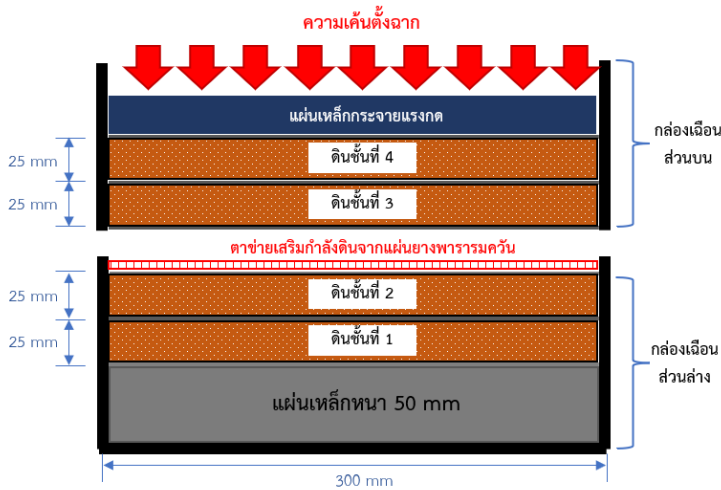 ความเค้นตั้งฉาก
แผ่นเหล็กกระจายแรงกด
กล่องเฉือน
ส่วนบน
25 mm
ดินชั้นที่ 4
25 mm
ดินชั้นที่ 3
ตาข่ายเสริมกำลังดินจากแผ่นยางพารารมควัน
25 mm
ดินชั้นที่ 2
25 mm
ดินชั้นที่ 1
กล่องเฉือน
ส่วนล่าง
แผ่นเหล็กหนา 50 mm
300 mm